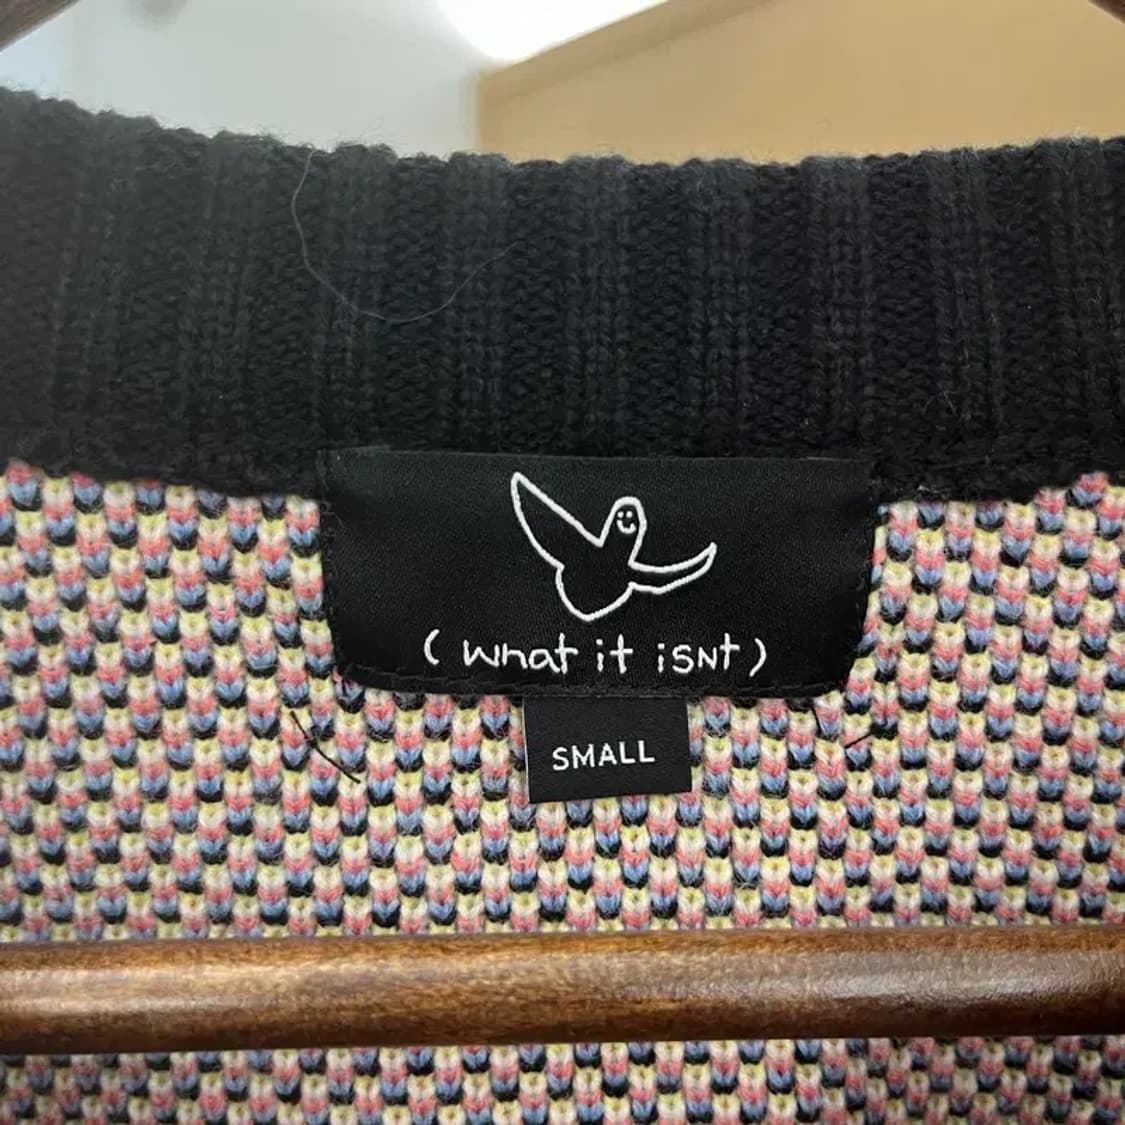 ( what it isNt )
SMALL